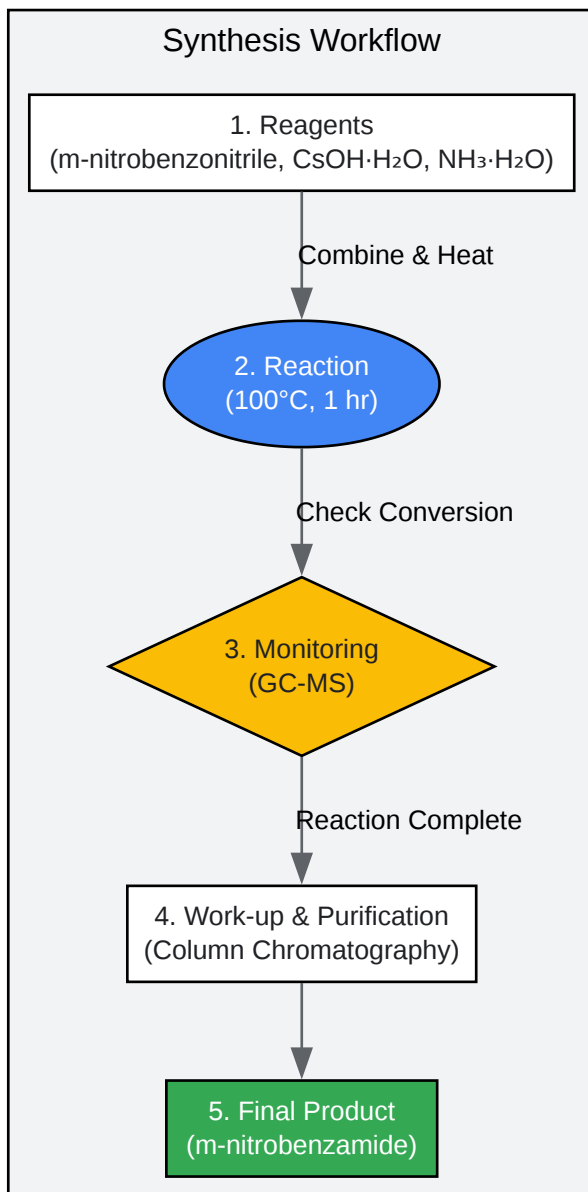 Synthesis Workflow
1. Reagents
(m-nitrobenzonitrile, CsOH·H₂O, NH₃·H₂O)
Combine & Heat
2. Reaction
(100°C, 1 hr)
Check Conversion
3. Monitoring
(GC-MS)
Reaction Complete
4. Work-up & Purification
(Column Chromatography)
5. Final Product
(m-nitrobenzamide)